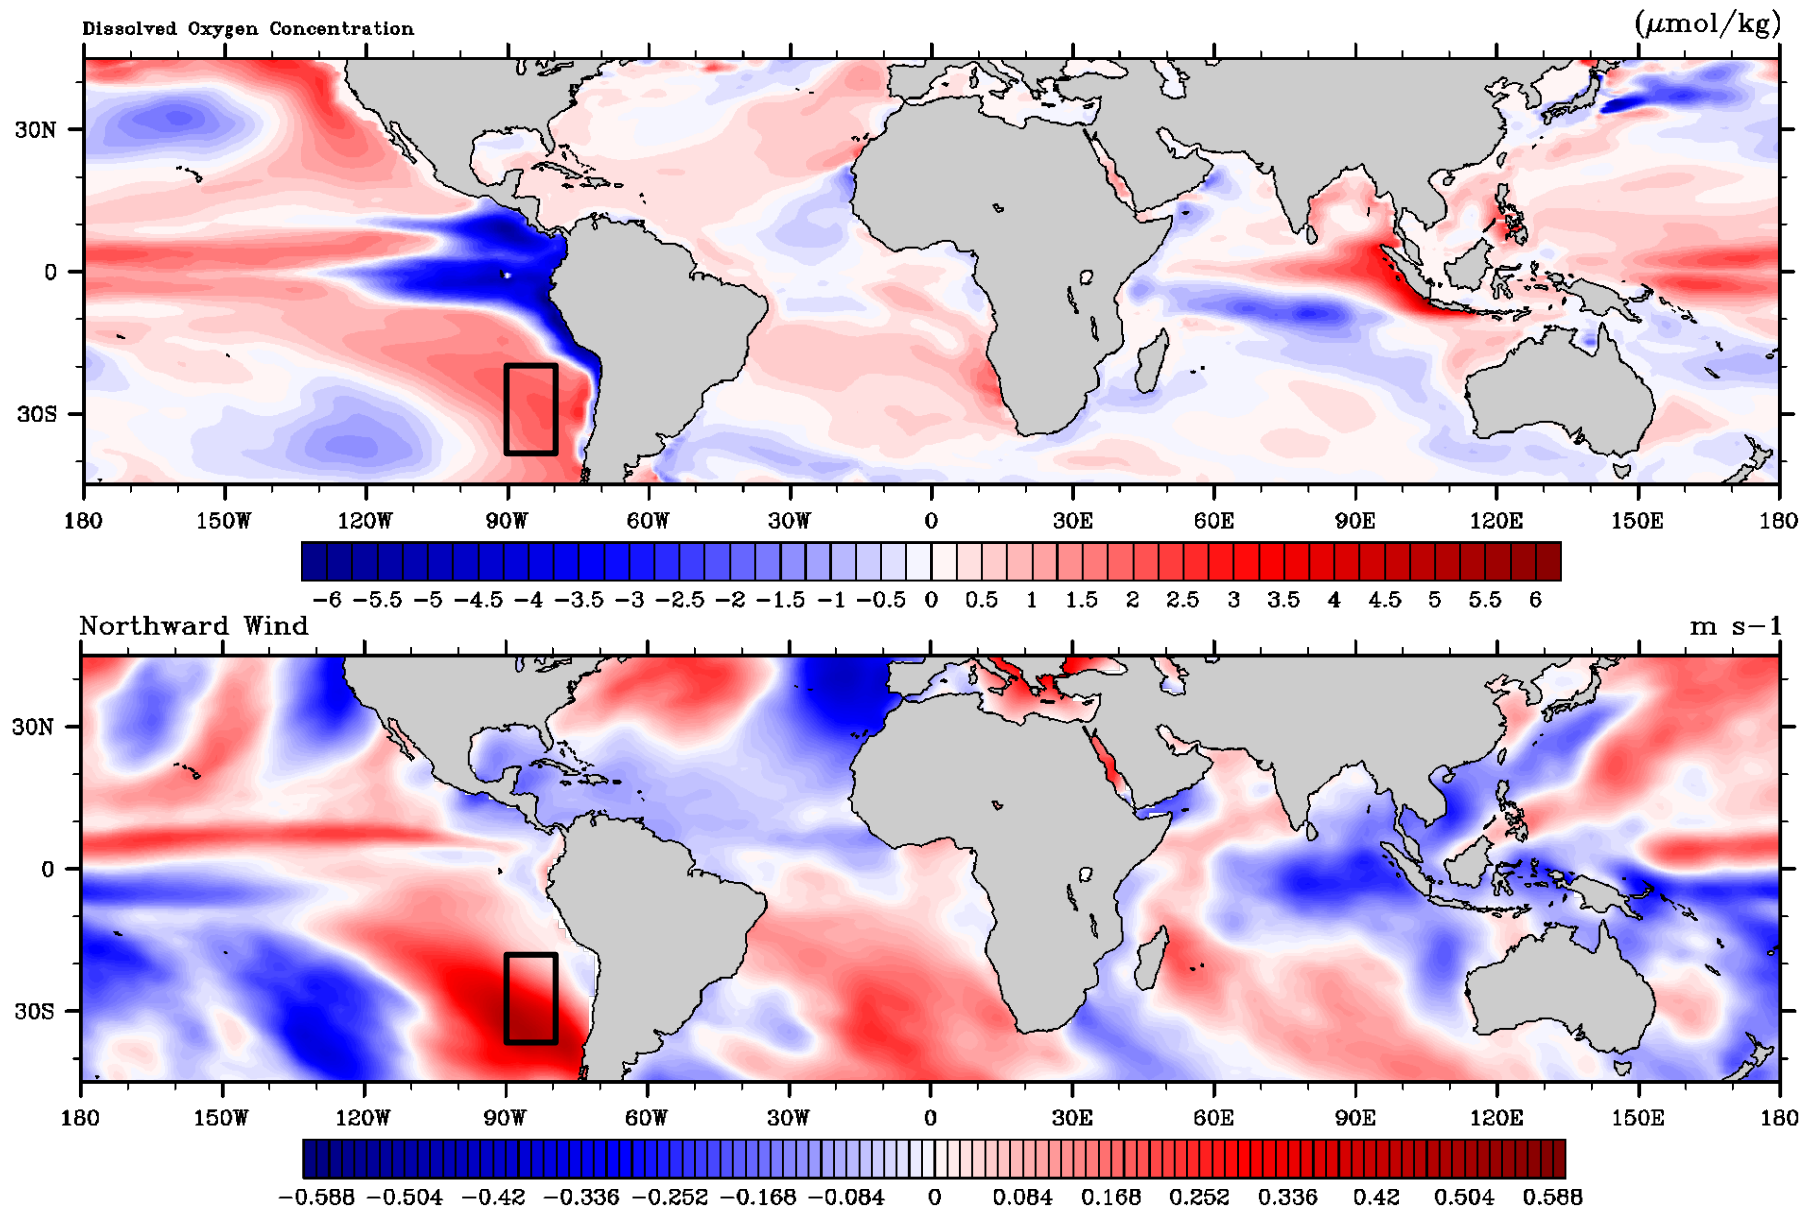 Dissolved Oxygen Concentration (μmol/kg)
30N
0
30S
180 150W 120W 90W 60W 30W 0 30E 60E 90E 120E 150E 180
−6 −5.5 −5 −4.5 −4 −3.5 −3 −2.5 −2 −1.5 −1 −0.5 0 0.5 1 1.5 2 2.5 3 3.5 4 4.5 5 5.5 6
Northward Wind m s−1
30N
0
30S
180 150W 120W 90W 60W 30W 0 30E 60E 90E 120E 150E 180
−0.588 −0.504 −0.42 −0.336 −0.252 −0.168 −0.084 0 0.084 0.168 0.252 0.336 0.42 0.504 0.588